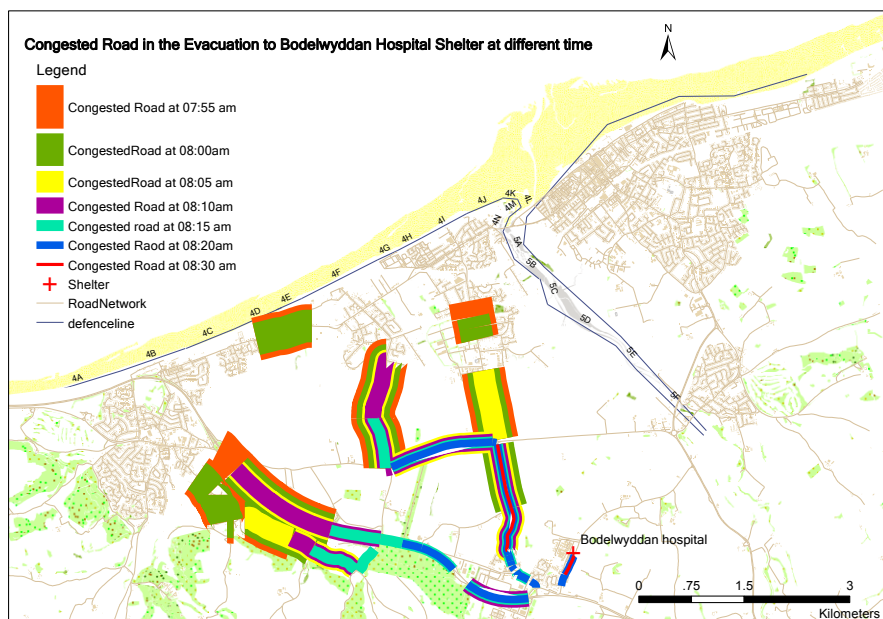 Congested Road in the Evacuation to Bodelwyddan Hospital Shelter at different time
N
Legend
Congested Road at 07:55 am
CongestedRoad at 08:00am
CongestedRoad at 08:05 am
Congested Road at 08:10am
Congested road at 08:15 am
Congested Raod at 08:20am
Congested Road at 08:30 am
Shelter
RoadNetwork
defenceline
4A
4B
4C
4D
4E
4F
4G
4H
4I
4J
4K
4L
4M
4N
5A
5B
5C
5D
5E
5F
Bodelwyddan hospital
0 .75 1.5 3
Kilometers